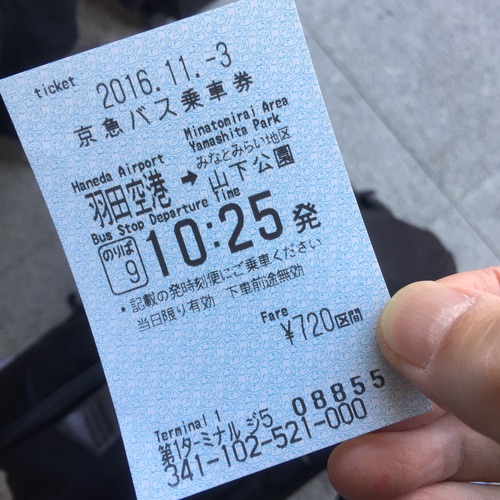 ticket 2016.11.-3
京急バス乗車券
Minatomirai Area
Haneda Airport Yamashita Park
みなとみらい地区
羽田空港 ➡ 山下公園
Bus Stop Departure Time
のりば 9 10:25 発
・記載の発時刻便にご乗車ください
当日限り有効 下車前途無効
Fare
¥720区間
Terminal 1
第1ターミナル ジ5 08855
341-102-521-000